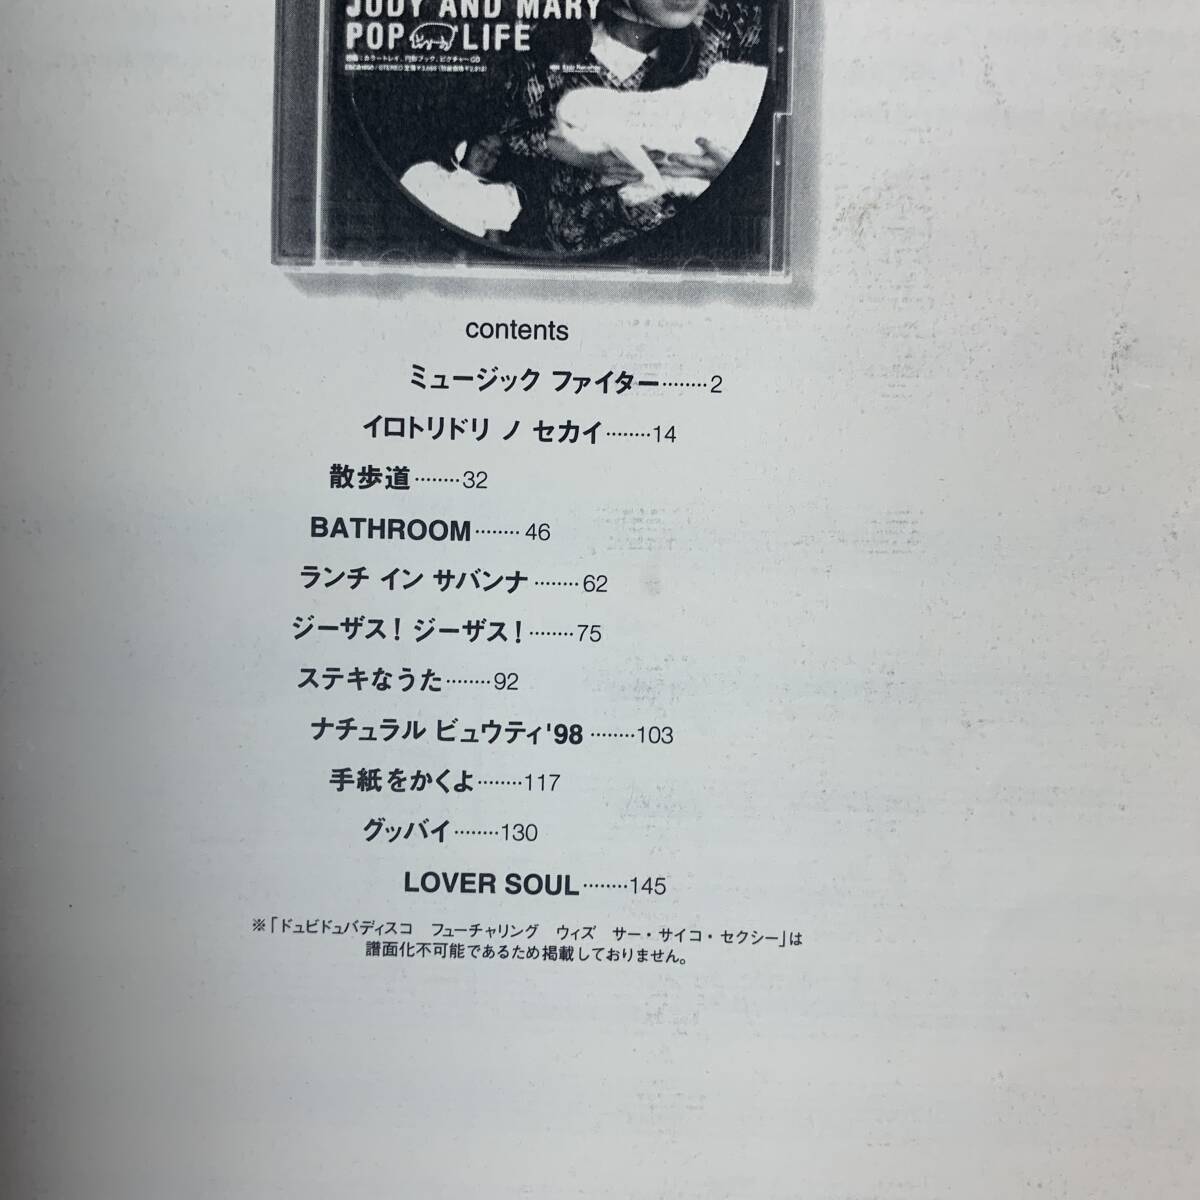 JUDY AND MARY
POP LIFE
contents
ミュージック ファイター········2
イロトリドリ ノ セカイ········14
散歩道········32
BATHROOM········46
ランチ イン サバンナ········62
ジーザス! ジーザス!········75
ステキなうた········92
ナチュラル ビュウティ'98········103
手紙をかくよ········117
グッバイ········130
LOVER SOUL········145
※「ドュビドュバディスコ フューチャリング ウィズ サー・サイコ・セクシー」は
譜面化不可能であるため掲載しておりません。